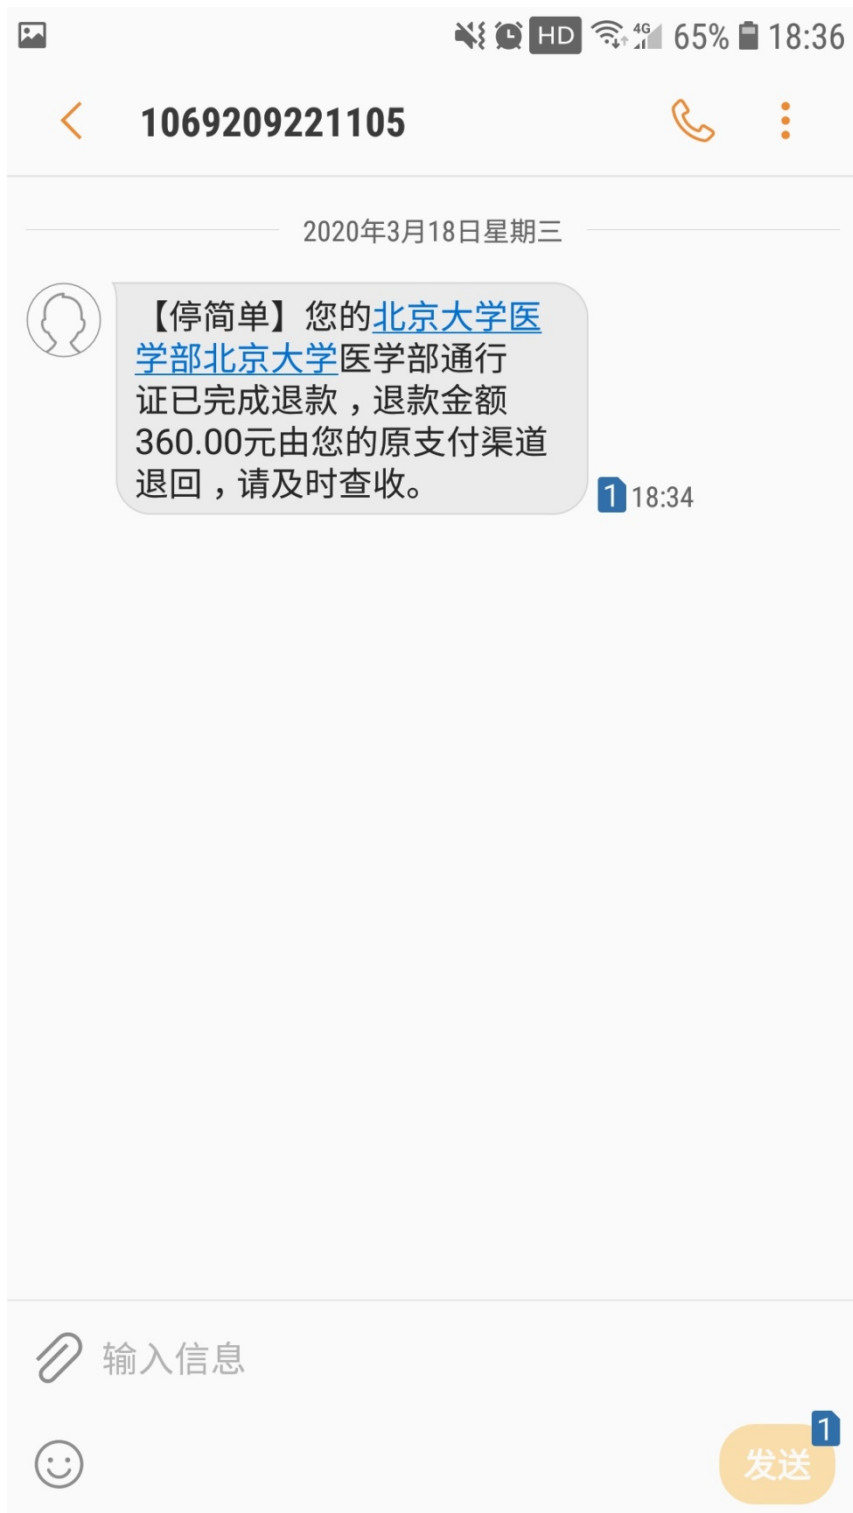 HD 4G 65% 18:36
1069209221105
2020年3月18日星期三
【停简单】您的北京大学医
学部北京大学医学部通行
证已完成退款，退款金额
360.00元由您的原支付渠道
退回，请及时查收。
1 18:34
输入信息
1
发送